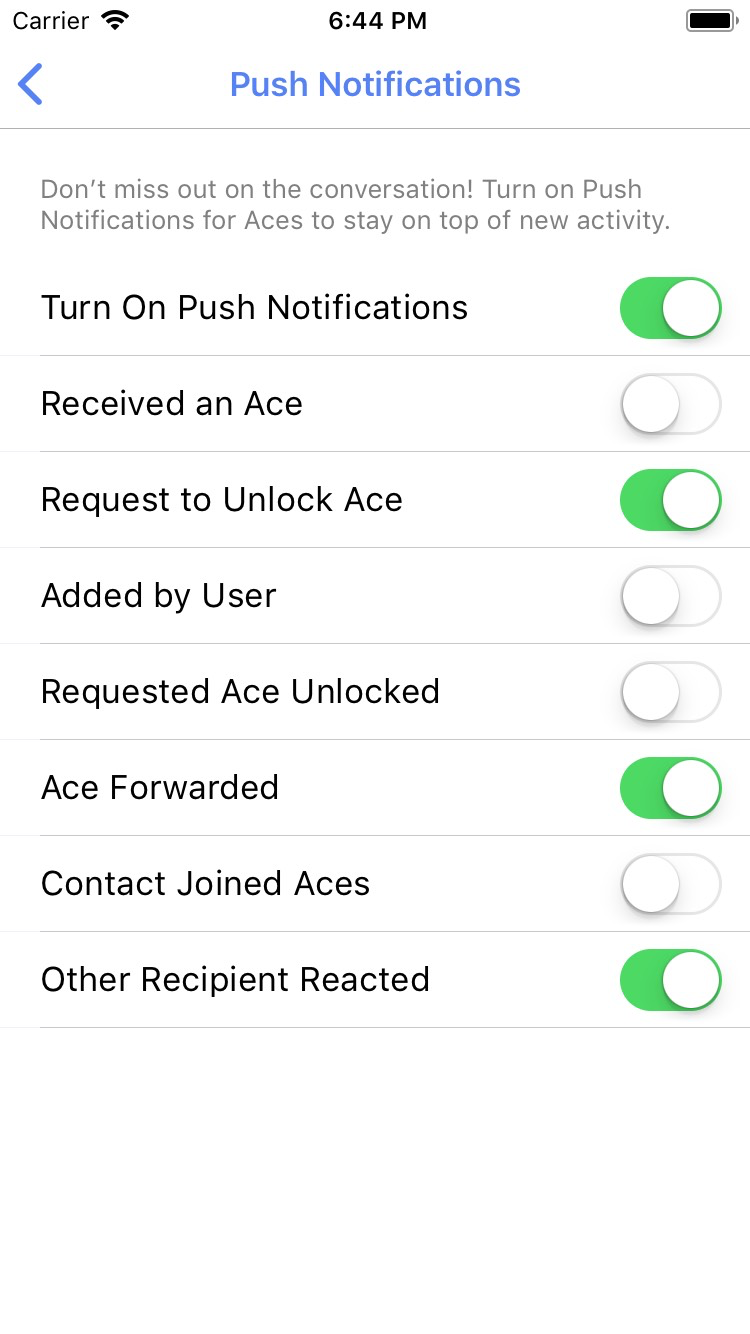 Carrier 6:44 PM
Push Notifications
Don’t miss out on the conversation! Turn on Push
Notifications for Aces to stay on top of new activity.
Turn On Push Notifications
Received an Ace
Request to Unlock Ace
Added by User
Requested Ace Unlocked
Ace Forwarded
Contact Joined Aces
Other Recipient Reacted